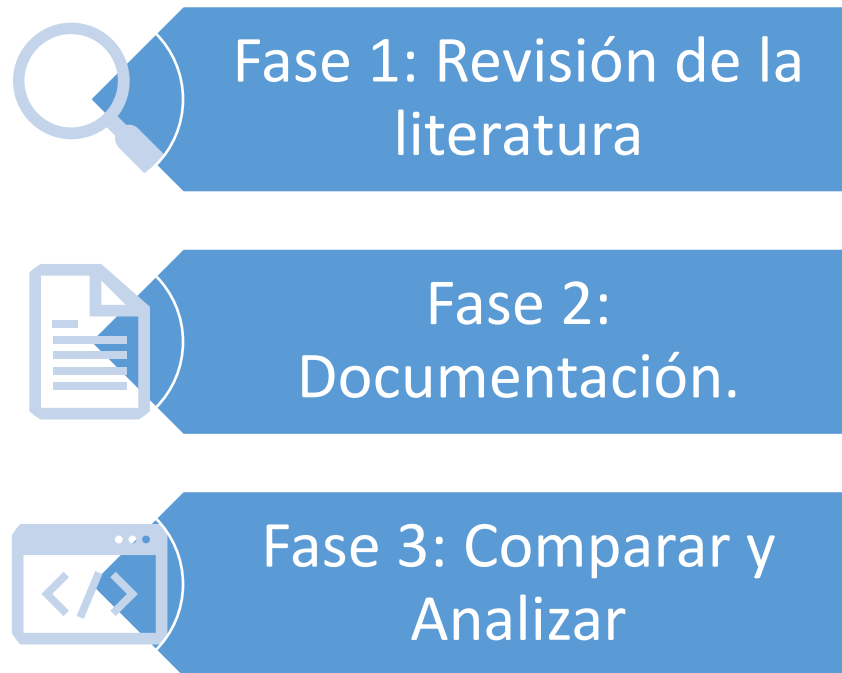 Fase 1: Revisión de la
literatura
Fase 2:
Documentación.
</>
Fase 3: Comparar y
Analizar